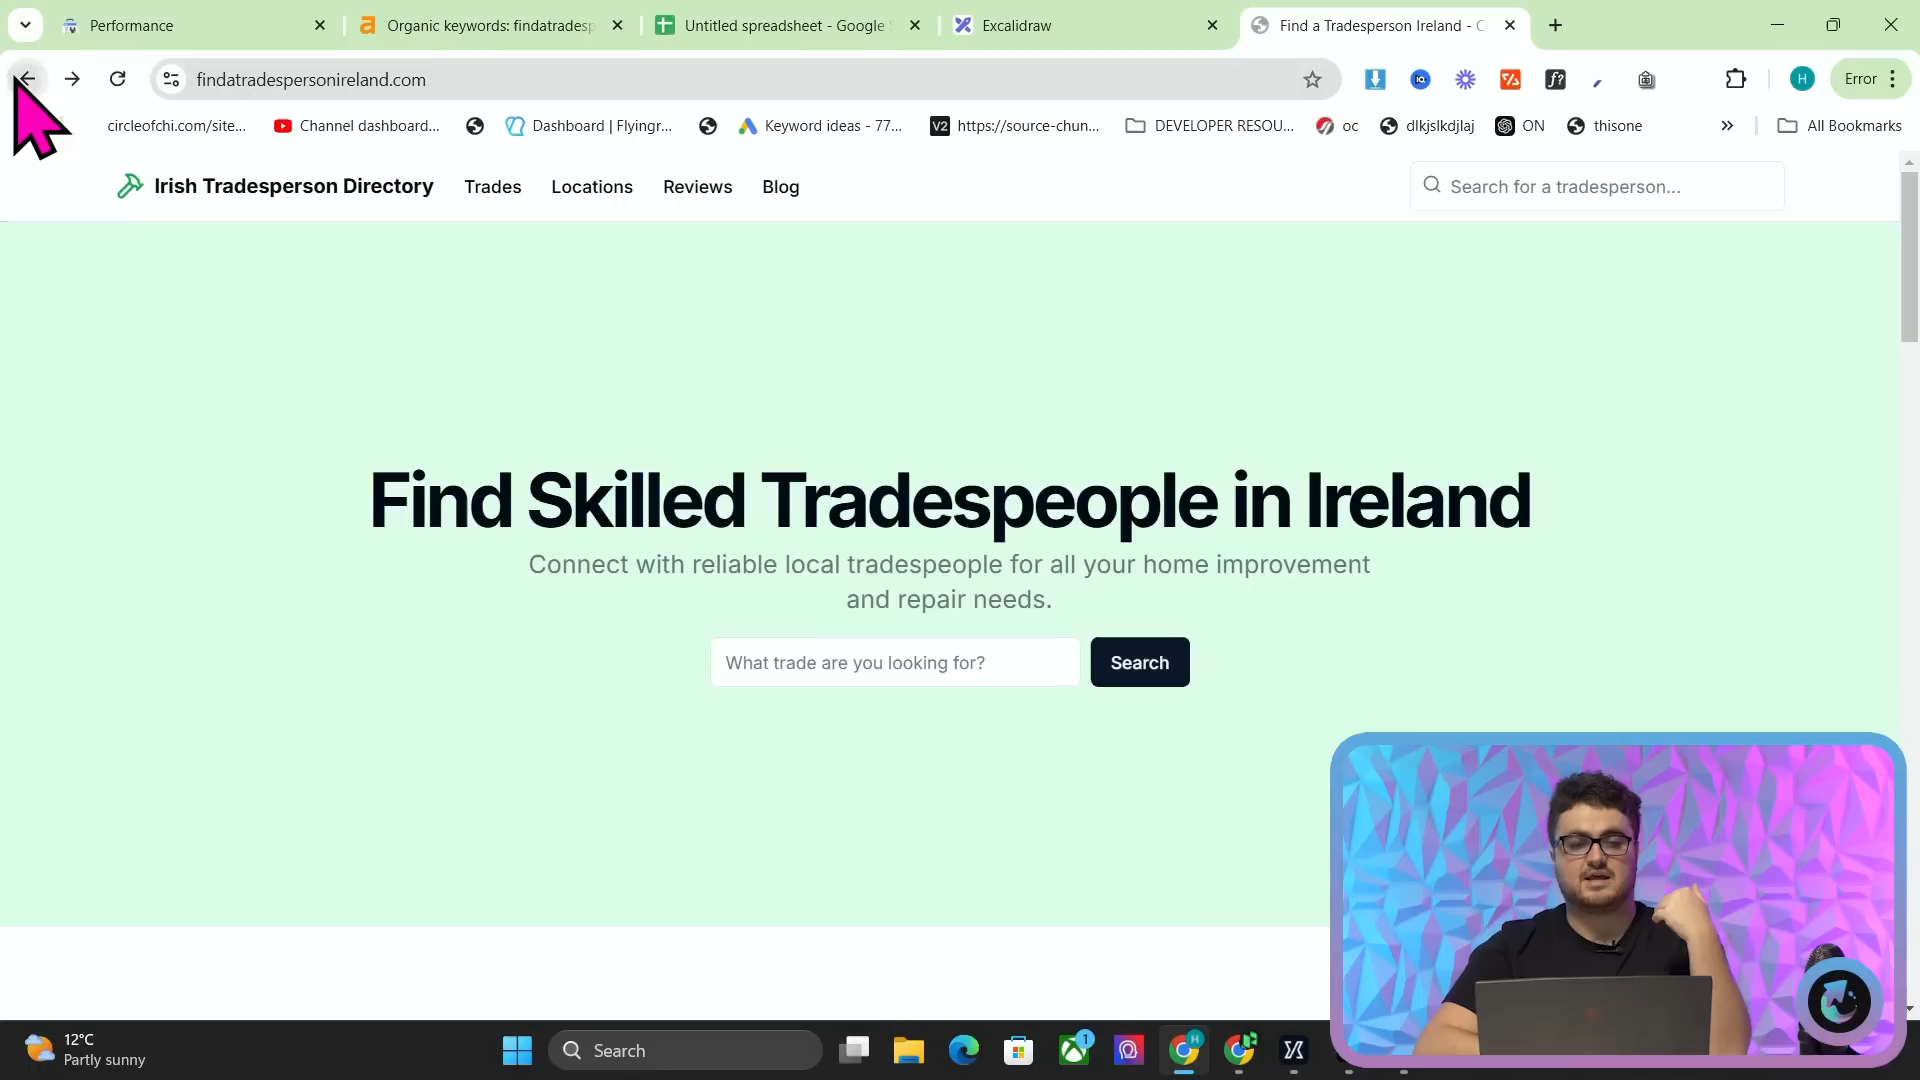 Performance
Organic keywords: findatradesp
Untitled spreadsheet - Google S
Excalidraw
Find a Tradesperson Ireland - C
findatradespersonireland.com
Error
circleofchi.com/site...
Channel dashboard...
Dashboard | Flyingr...
Keyword ideas - 77...
V2
https://source-chun...
DEVELOPER RESOU...
oc
dlkjslkdjlaj
ON
thisone
All Bookmarks
Irish Tradesperson Directory
Trades
Locations
Reviews
Blog
Search for a tradesperson...
Find Skilled Tradespeople in Ireland
Connect with reliable local tradespeople for all your home improvement
and repair needs.
What trade are you looking for?
Search
12°C
Partly sunny
Search
1